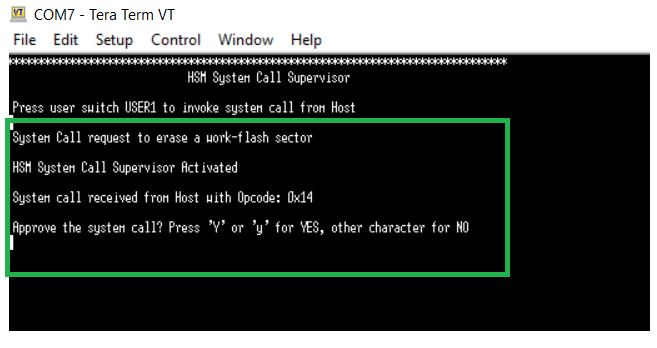 COM7 - Tera Term VT
File Edit Setup Control Window Help
********************************************************************************
HSM System Call Supervisor
Press user switch USER1 to invoke system call from Host
System Call request to erase a work-flash sector
HSM System Call Supervisor Activated
System call received from Host with Opcode: 0x14
Approve the system call? Press 'Y' or 'y' for YES, other character for NO